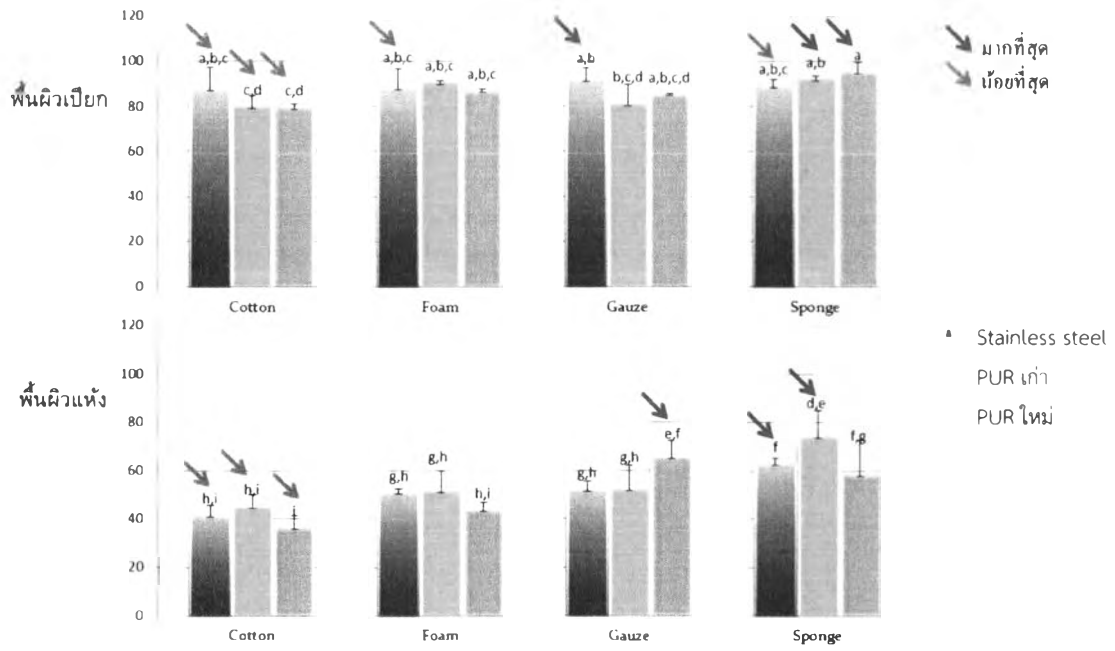 120
100
80
60
40
20
0
พื้นผิวเปียก
a,b,c c,d c,d
a,b,c a,b,c a,b,c
a,b b,c,d a,b,c,d
a,b,c a,b a
Cotton Foam Gauze Sponge
มากที่สุด
น้อยที่สุด
120
100
80
60
40
20
0
พื้นผิวแห้ง
h,i h,i i
g,h g,h h,i
g,h g,h e,f
f d,e f,g
Cotton Foam Gauze Sponge
Stainless steel
PUR เก่า
PUR ใหม่